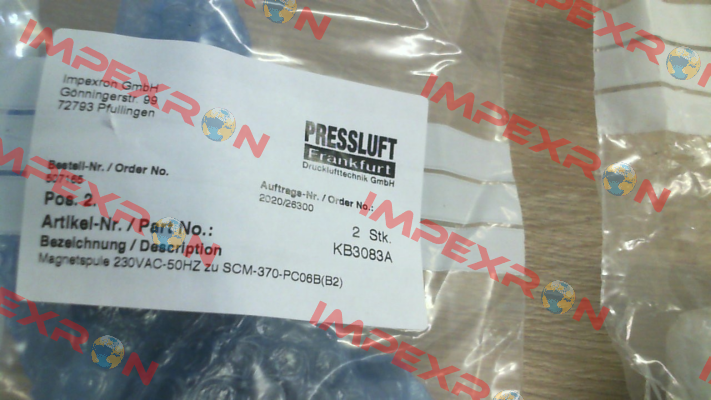 Impexron GmbH
Gönningerstr. 99
72793 Pfullingen
PRESSLUFT
Frankfurt
Drucklufttechnik GmbH
Bestell-Nr. / Order No.
507165
Auftrags-Nr. / Order No.:
2020/26300
Pos. 2.
2 Stk.
Artikel-Nr. / Part No.:
KB3083A
Bezeichnung / Description
Magnetspule 230VAC-50HZ zu SCM-370-PC06B(B2)
IMPEXRON
IMPEXRON
IMPEXRON
IMPEXRON
IMPEXRON
IMPEXRON